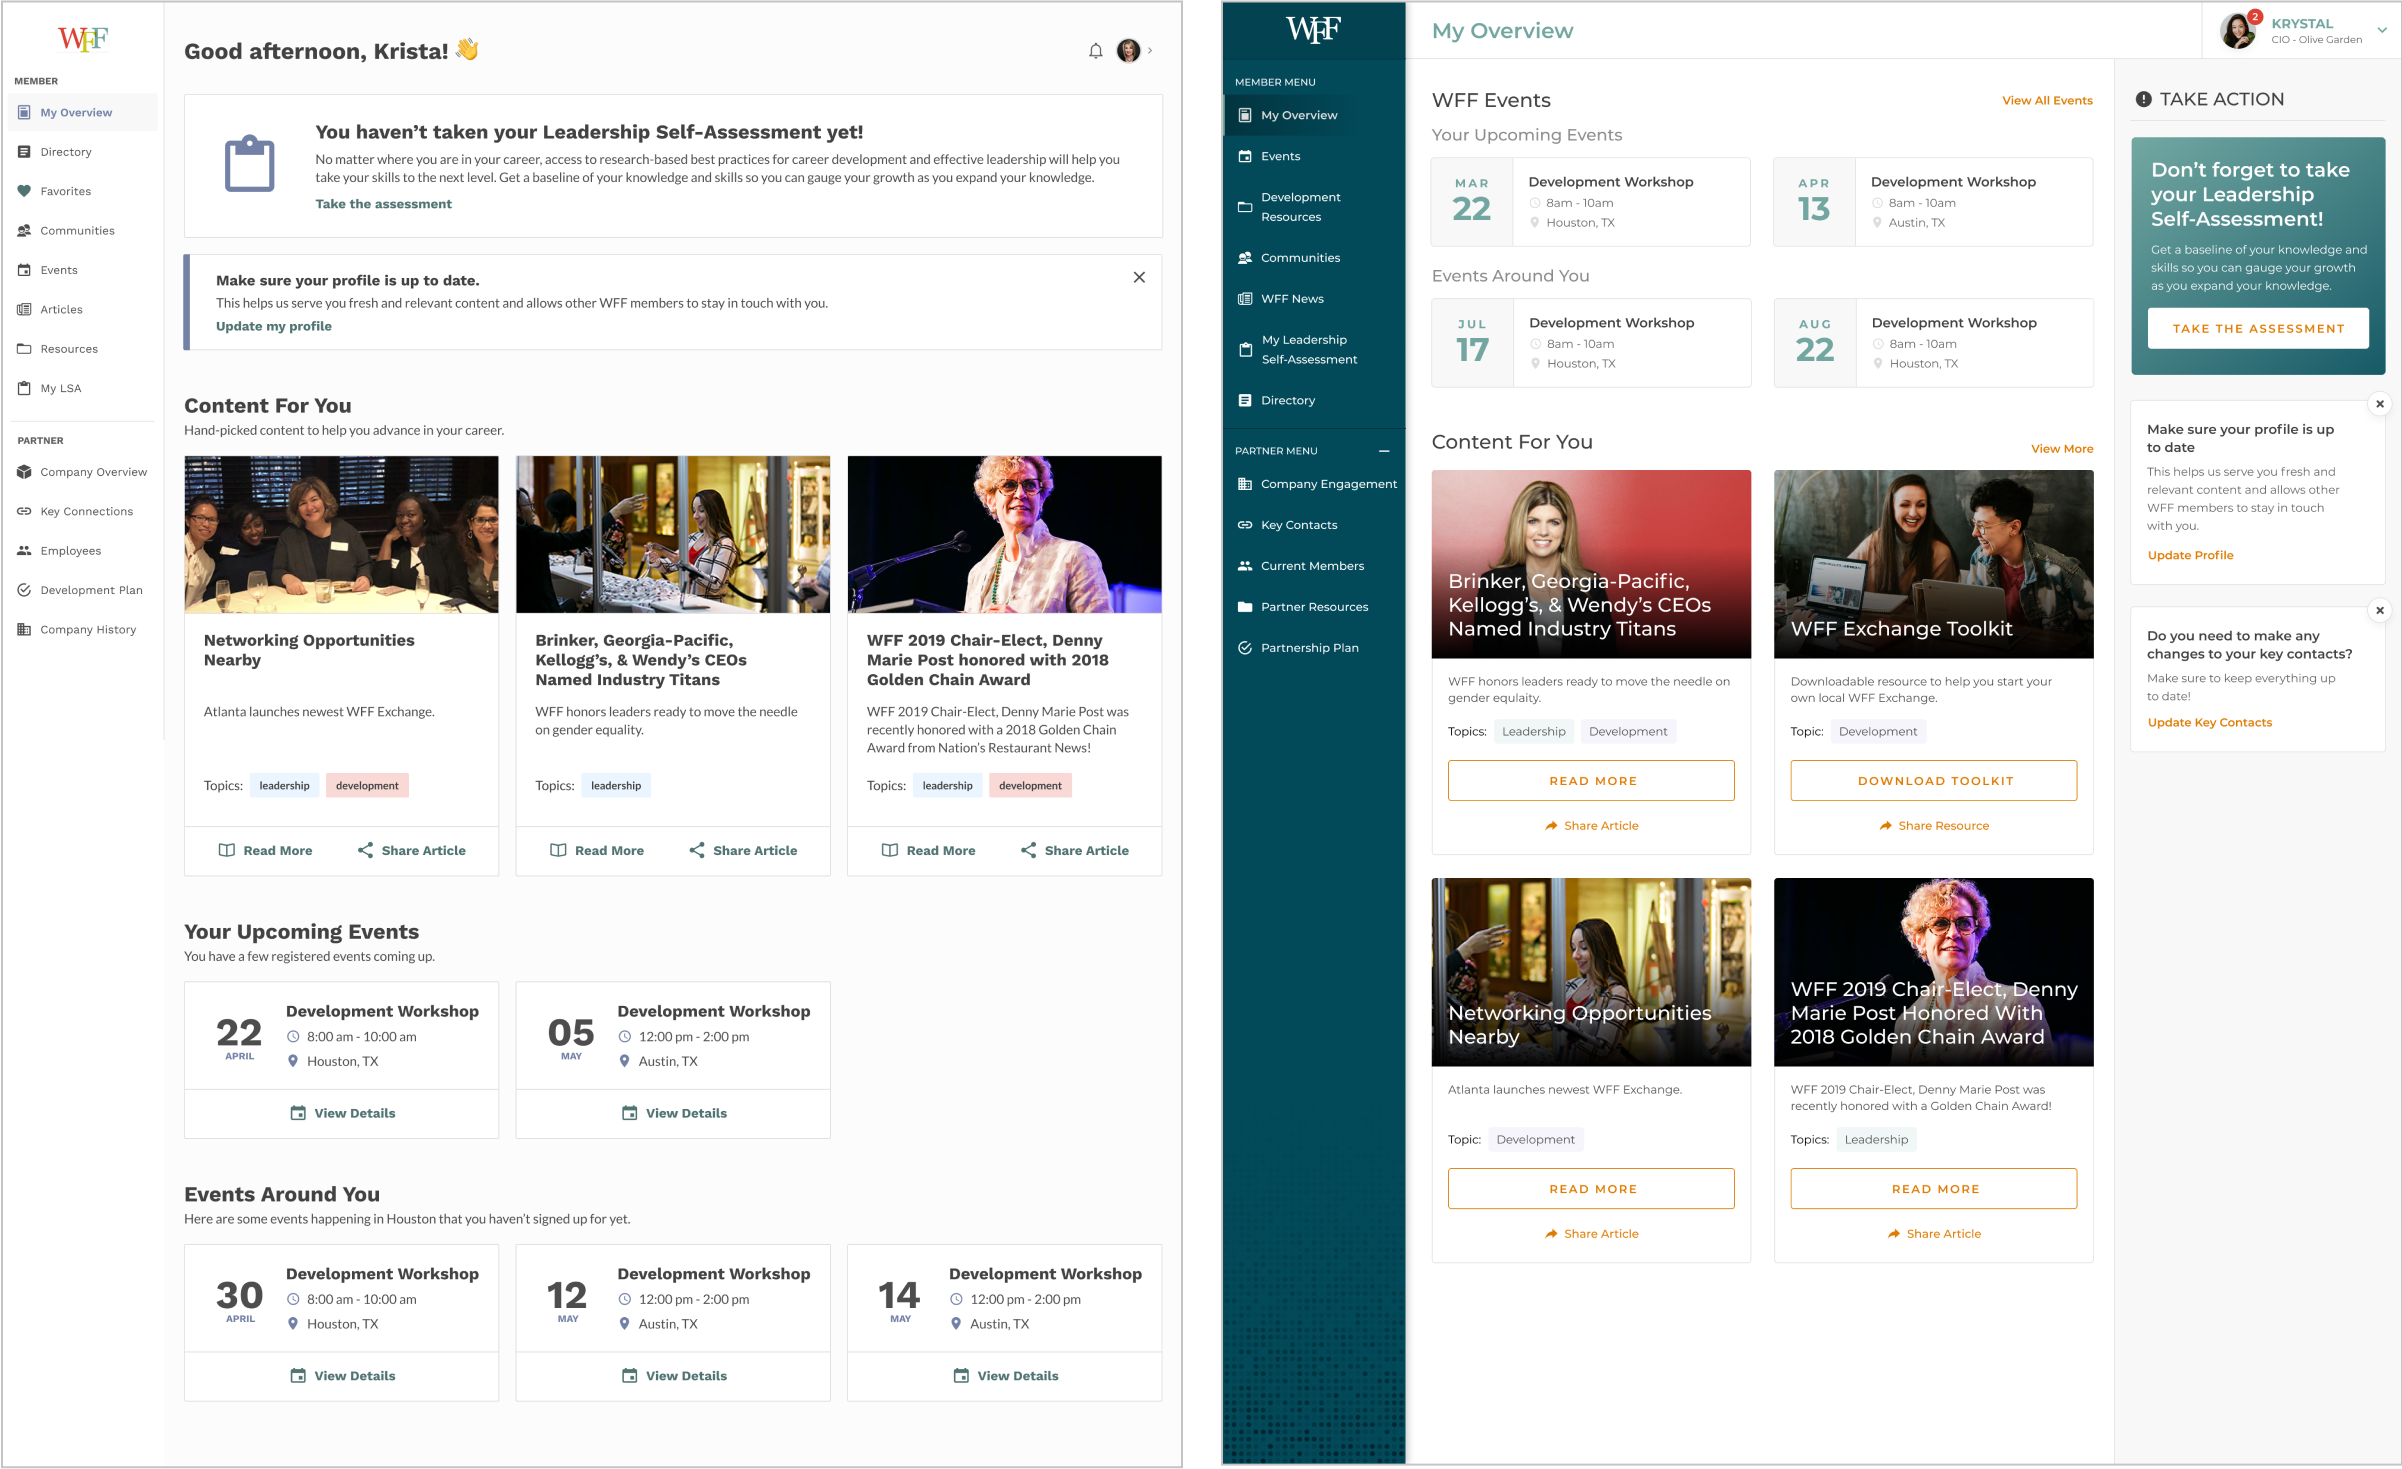 WFF
MEMBER
My Overview
Directory
Favorites
Communities
Events
Articles
Resources
My LSA
PARTNER
Company Overview
Key Connections
Employees
Development Plan
Company History
Good afternoon, Krista!
You haven't taken your Leadership Self-Assessment yet!
No matter where you are in your career, access to research-based best practices for career development and effective leadership will help you
take your skills to the next level. Get a baseline of your knowledge and skills so you can gauge your growth as you expand your knowledge.
Take the assessment
Make sure your profile is up to date.
This helps us serve you fresh and relevant content and allows other WFF members to stay in touch with you.
Update my profile
Content For You
Hand-picked content to help you advance in your career.
Networking Opportunities
Nearby
Atlanta launches newest WFF Exchange.
Topics: leadership development
Read More Share Article
Brinker, Georgia-Pacific,
Kellogg's, & Wendy's CEOs
Named Industry Titans
WFF honors leaders ready to move the needle
on gender equality.
Topics: leadership
Read More Share Article
WFF 2019 Chair-Elect, Denny
Marie Post honored with 2018
Golden Chain Award
WFF 2019 Chair-Elect, Denny Marie Post was
recently honored with a 2018 Golden Chain
Award from Nation's Restaurant News!
Topics: leadership development
Read More Share Article
Your Upcoming Events
You have a few registered events coming up.
22
APRIL
Development Workshop
8:00 am - 10:00 am
Houston, TX
View Details
05
MAY
Development Workshop
12:00 pm - 2:00 pm
Austin, TX
View Details
Events Around You
Here are some events happening in Houston that you haven't signed up for yet.
30
APRIL
Development Workshop
8:00 am - 10:00 am
Houston, TX
View Details
12
MAY
Development Workshop
12:00 pm - 2:00 pm
Austin, TX
View Details
14
MAY
Development Workshop
12:00 pm - 2:00 pm
Austin, TX
View Details
WFF
MEMBER MENU
My Overview
Events
Development
Resources
Communities
WFF News
My Leadership
Self-Assessment
Directory
PARTNER MENU
Company Engagement
Key Contacts
Current Members
Partner Resources
Partnership Plan
My Overview
2
KRYSTAL
CIO - Olive Garden
WFF Events
View All Events
Your Upcoming Events
MAR
22
Development Workshop
8am - 10am
Houston, TX
APR
13
Development Workshop
8am - 10am
Austin, TX
Events Around You
JUL
17
Development Workshop
8am - 10am
Houston, TX
AUG
22
Development Workshop
8am - 10am
Houston, TX
Content For You
View More
Brinker, Georgia-Pacific,
Kellogg's, & Wendy's CEOs
Named Industry Titans
WFF honors leaders ready to move the needle on
gender equlaity.
Topics: Leadership Development
READ MORE
Share Article
WFF Exchange Toolkit
Downloadable resource to help you start your
own local WFF Exchange.
Topic: Development
DOWNLOAD TOOLKIT
Share Resource
Networking Opportunities
Nearby
Atlanta launches newest WFF Exchange.
Topic: Development
READ MORE
Share Article
WFF 2019 Chair-Elect, Denny
Marie Post Honored With
2018 Golden Chain Award
WFF 2019 Chair-Elect, Denny Marie Post was
recently honored with a Golden Chain Award!
Topics: Leadership
READ MORE
Share Article
TAKE ACTION
Don't forget to take
your Leadership
Self-Assessment!
Get a baseline of your knowledge and
skills so you can gauge your growth
as you expand your knowledge.
TAKE THE ASSESSMENT
Make sure your profile is up
to date
This helps us serve you fresh and
relevant content and allows other
WFF members to stay in touch
with you.
Update Profile
Do you need to make any
changes to your key contacts?
Make sure to keep everything up
to date!
Update Key Contacts